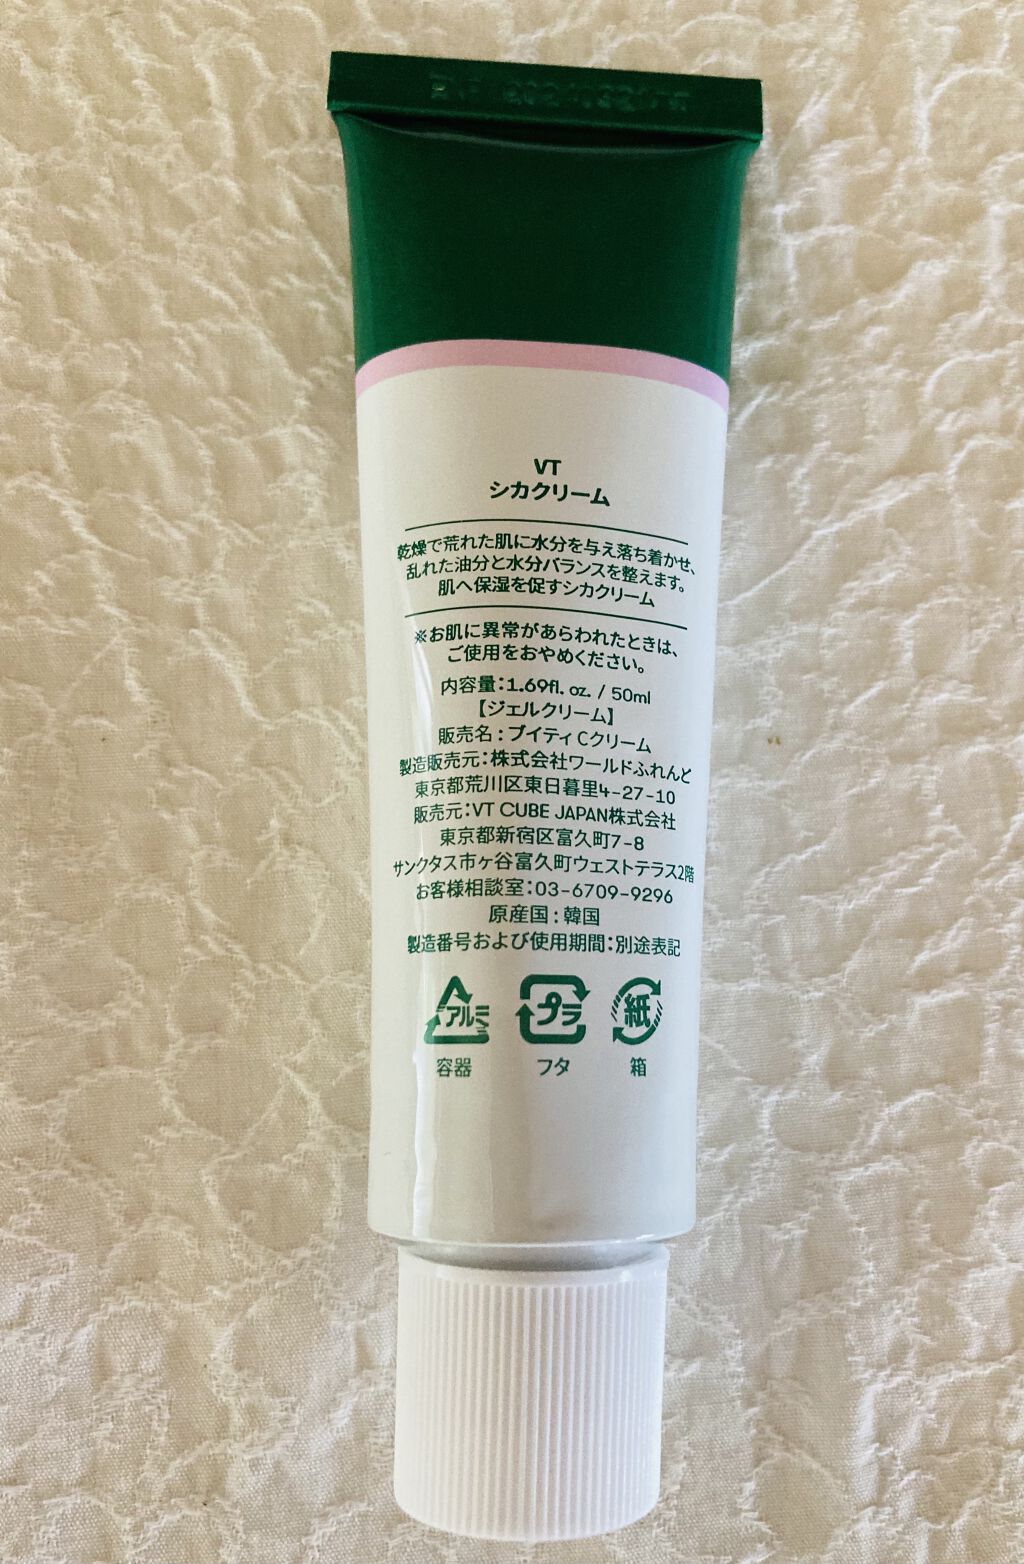 VT
シカクリーム
乾燥で荒れた肌に水分を与え落ち着かせ、
乱れた油分と水分バランスを整えます。
肌へ保湿を促すシカクリーム
※お肌に異常があらわれたときは、
ご使用をおやめください。
内容量:1.69fl. oz. / 50ml
【ジェルクリーム】
販売名:ブイティ Cクリーム
製造販売元:株式会社ワールドふれんど
東京都荒川区東日暮里4-27-10
販売元:VT CUBE JAPAN株式会社
東京都新宿区富久町7-8
サンクタス市ヶ谷富久町ウェストテラス2階
お客様相談室:03-6709-9296
原産国:韓国
製造番号および使用期間:別途表記
アルミ プラ 紙
容器 フタ 箱